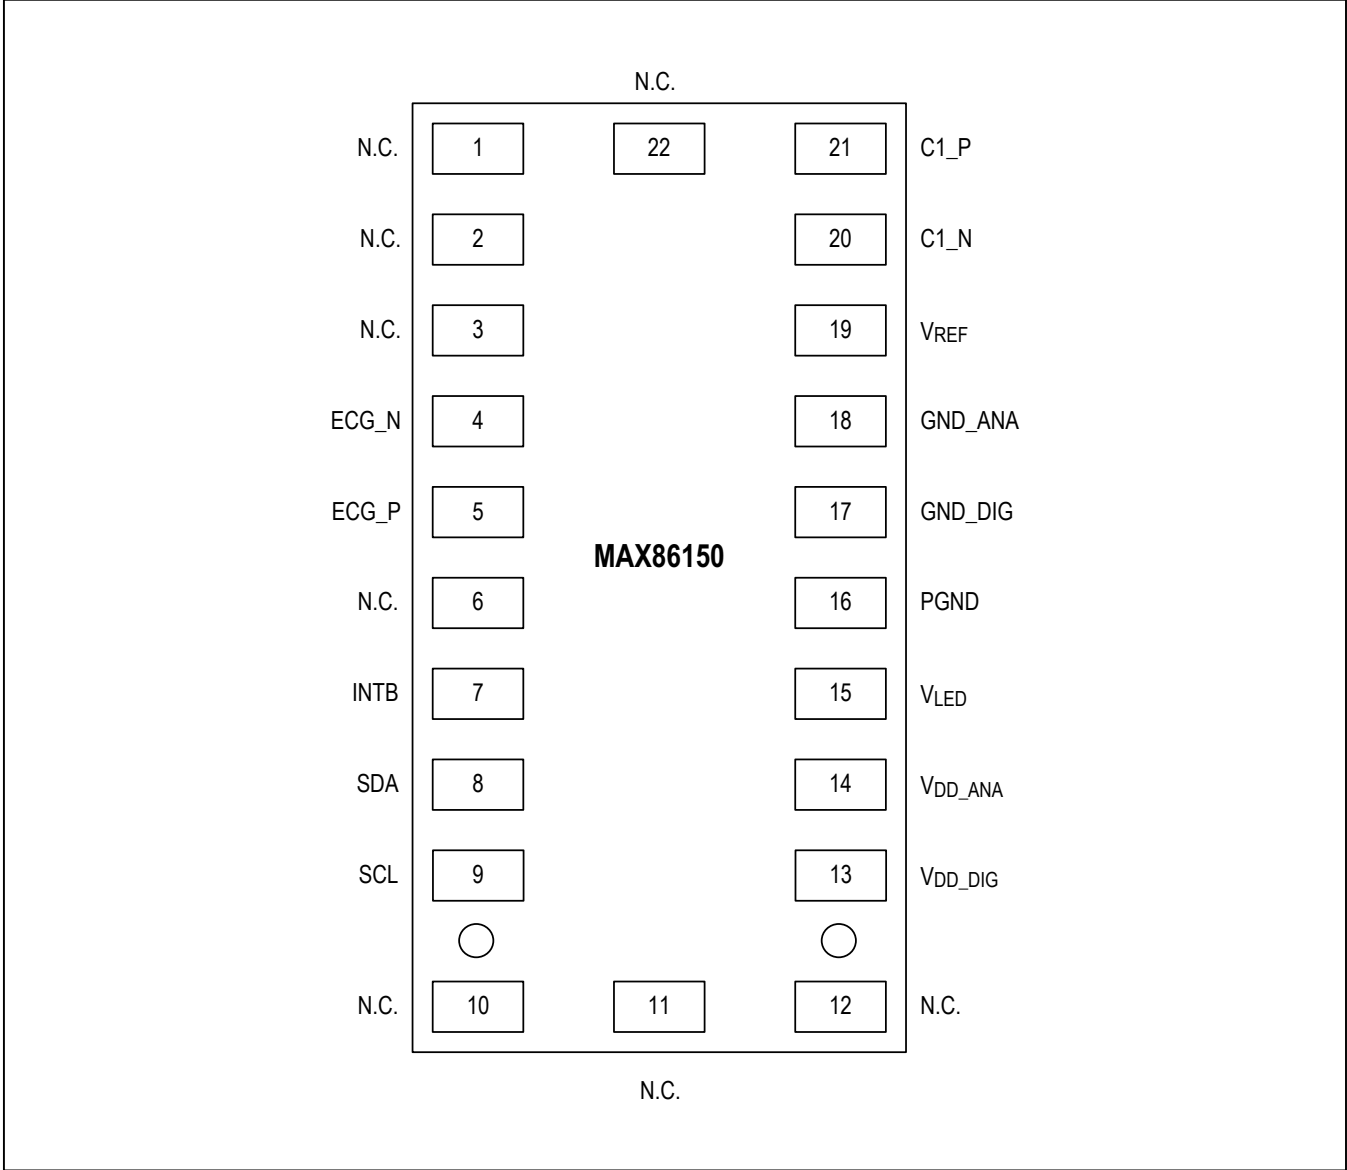 N.C.
N.C. 1 22 21 C1_P
N.C. 2 20 C1_N
N.C. 3 19 VREF
ECG_N 4 18 GND_ANA
ECG_P 5 17 GND_DIG
MAX86150
N.C. 6 16 PGND
INTB 7 15 VLED
SDA 8 14 VDD_ANA
SCL 9 13 VDD_DIG
N.C. 10 11 12 N.C.
N.C.